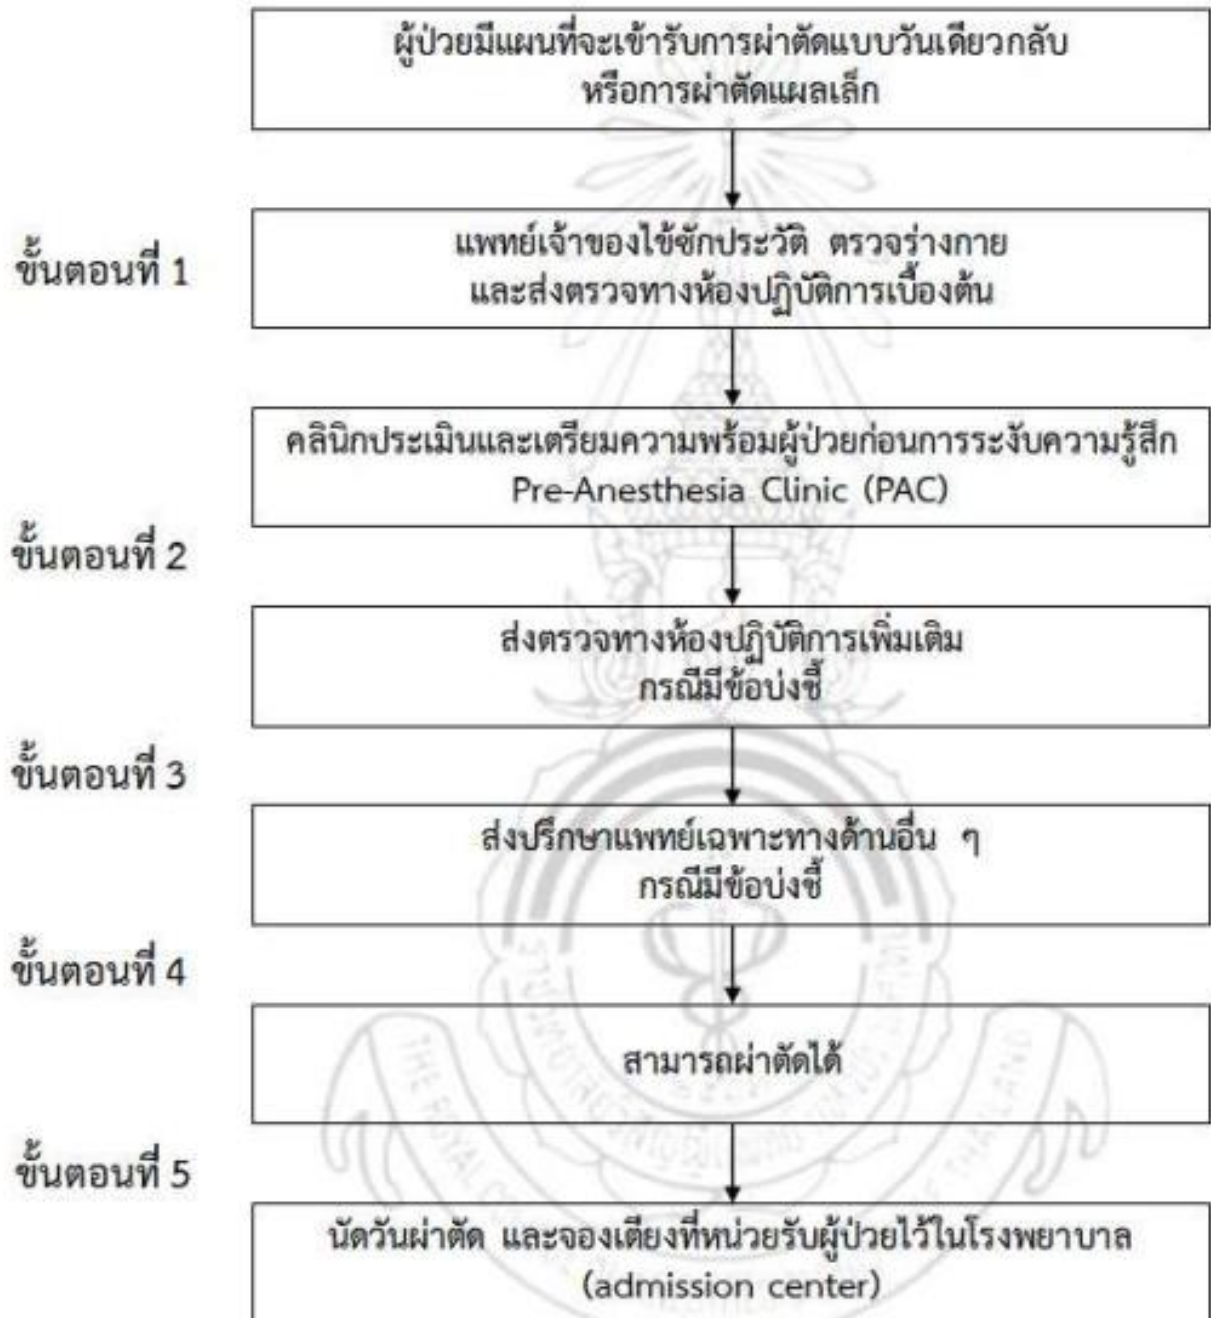 ผู้ป่วยมีแผนที่จะเข้ารับการผ่าตัดแบบวันเดียวกลับ
หรือการผ่าตัดแผลเล็ก
ขั้นตอนที่ 1
แพทย์เจ้าของไข้ซักประวัติ ตรวจร่างกาย
และส่งตรวจทางห้องปฏิบัติการเบื้องต้น
คลินิกประเมินและเตรียมความพร้อมผู้ป่วยก่อนการระงับความรู้สึก
Pre-Anesthesia Clinic (PAC)
ขั้นตอนที่ 2
ส่งตรวจทางห้องปฏิบัติการเพิ่มเติม
กรณีมีข้อบ่งชี้
ขั้นตอนที่ 3
ส่งปรึกษาแพทย์เฉพาะทางด้านอื่น ๆ
กรณีมีข้อบ่งชี้
ขั้นตอนที่ 4
สามารถผ่าตัดได้
THE ROYAL
OF THAILAND
ขั้นตอนที่ 5
นัดวันผ่าตัด และจองเตียงที่หน่วยรับผู้ป่วยไว้ในโรงพยาบาล
(admission center)